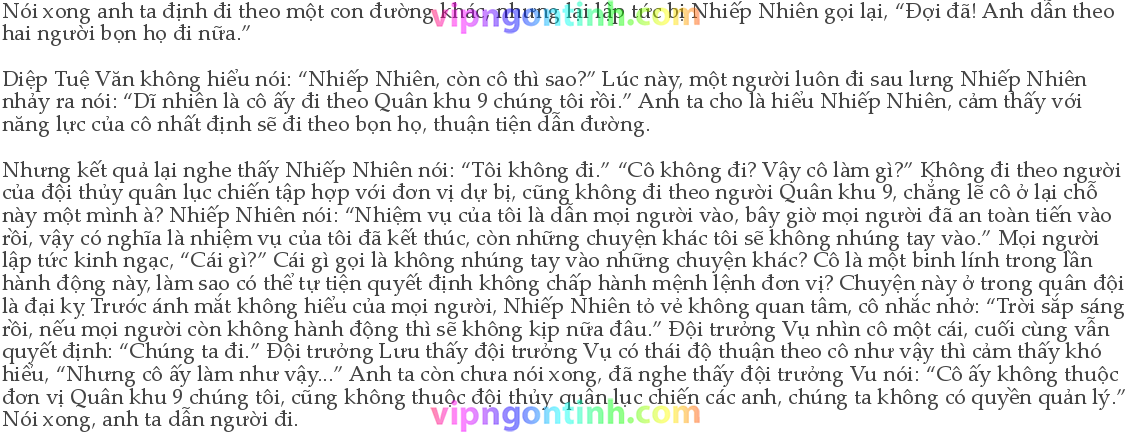 Nói xong anh ta định đi theo một con đường khác, nhưng lại lập tức bị Nhiếp Nhiên gọi lại, “Đợi đã! Anh dẫn theo
vipngontinh.com
hai người bọn họ đi nữa.”
Diệp Tuệ Văn không hiểu nói: “Nhiếp Nhiên, còn cô thì sao?” Lúc này, một người luôn đi sau lưng Nhiếp Nhiên
nhảy ra nói: “Dĩ nhiên là cô ấy đi theo Quân khu 9 chúng tôi rồi.” Anh ta cho là hiểu Nhiếp Nhiên, cảm thấy với
năng lực của cô nhất định sẽ đi theo bọn họ, thuận tiện dẫn đường.
Nhưng kết quả lại nghe thấy Nhiếp Nhiên nói: “Tôi không đi.” “Cô không đi? Vậy cô làm gì?” Không đi theo người
của đội thủy quân lục chiến tập hợp với đơn vị dự bị, cũng không đi theo người Quân khu 9, chẳng lẽ cô ở lại chỗ
này một mình à? Nhiếp Nhiên nói: “Nhiệm vụ của tôi là dẫn mọi người vào, bây giờ mọi người đã an toàn tiến vào
rồi, vậy có nghĩa là nhiệm vụ của tôi đã kết thúc, còn những chuyện khác tôi sẽ không nhúng tay vào.” Mọi người
lập tức kinh ngạc, “Cái gì?” Cái gì gọi là không nhúng tay vào những chuyện khác? Cô là một binh lính trong lần
hành động này, làm sao có thể tự tiện quyết định không chấp hành mệnh lệnh đơn vị? Chuyện này ở trong quân đội
là đại kỵ Trước ánh mắt không hiểu của mọi người, Nhiếp Nhiên tỏ vẻ không quan tâm, cô nhắc nhở: “Trời sắp sáng
rồi, nếu mọi người còn không hành động thì sẽ không kịp nữa đâu.” Đội trưởng Vụ nhìn cô một cái, cuối cùng vẫn
quyết định: “Chúng ta đi.” Đội trưởng Lưu thấy đội trưởng Vụ có thái độ thuận theo cô như vậy thì cảm thấy khó
hiểu, “Nhưng cô ấy làm như vậy...” Anh ta còn chưa nói xong, đã nghe thấy đội trưởng Vu nói: “Cô ấy không thuộc
đơn vị Quân khu 9 chúng tôi, cũng không thuộc đội thủy quân lục chiến các anh, chúng ta không có quyền quản lý.”
vipngontinh.com
Nói xong, anh ta dẫn người đi.